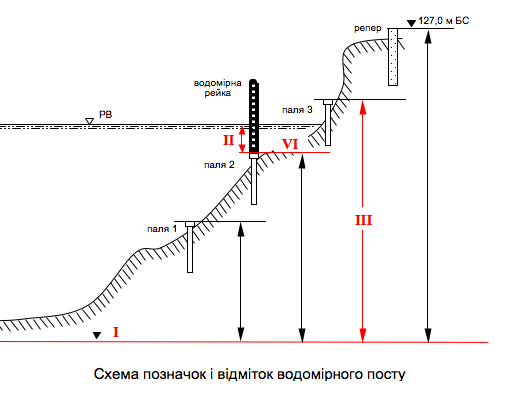 127,0 м БС
репер
водомірна
рейка
паля 3
РВ
II
VI
паля 2
III
паля 1
I
Схема позначок і відміток водомірного посту